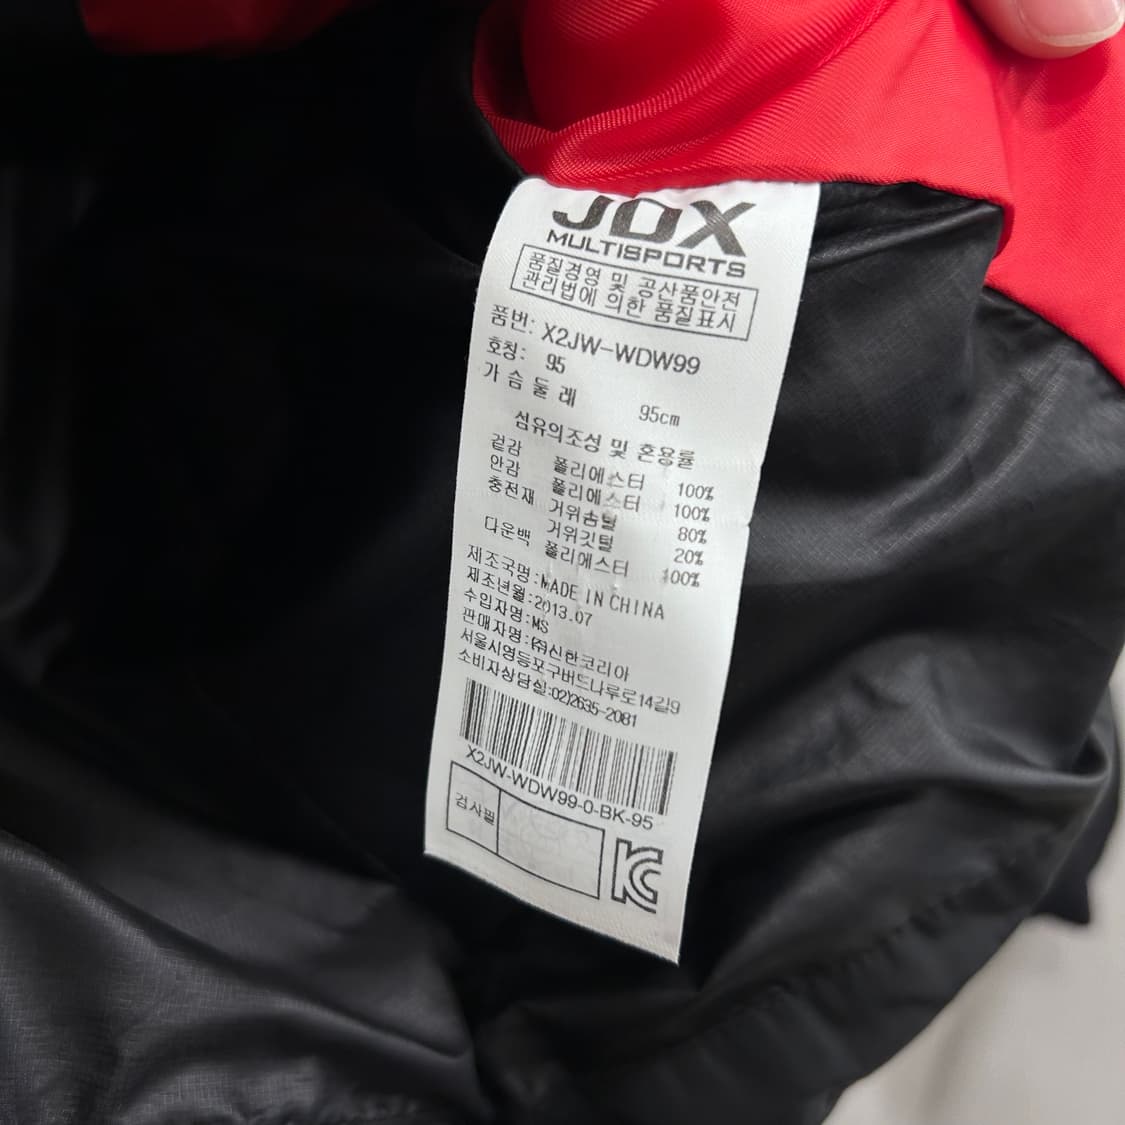 JDX
MULTISPORTS
품질경영 및 공산품안전
관리법에 의한 품질표시
품번: X2JW-WDW99
호칭: 95
가슴둘레 95cm
섬유의조성 및 혼용률
겉감 폴리에스터 100%
안감 폴리에스터 100%
충전재 거위솜털 80%
거위깃털 20%
다운백 폴리에스터 100%
제조국명:MADE IN CHINA
제조년월:2013.07
수입자명:MS
판매자명:㈜신한코리아
서울시영등포구버드나루로14길9
소비자상담실:02)2635-2081
X2JW-WDW99-0-BK-95
검사필
KC